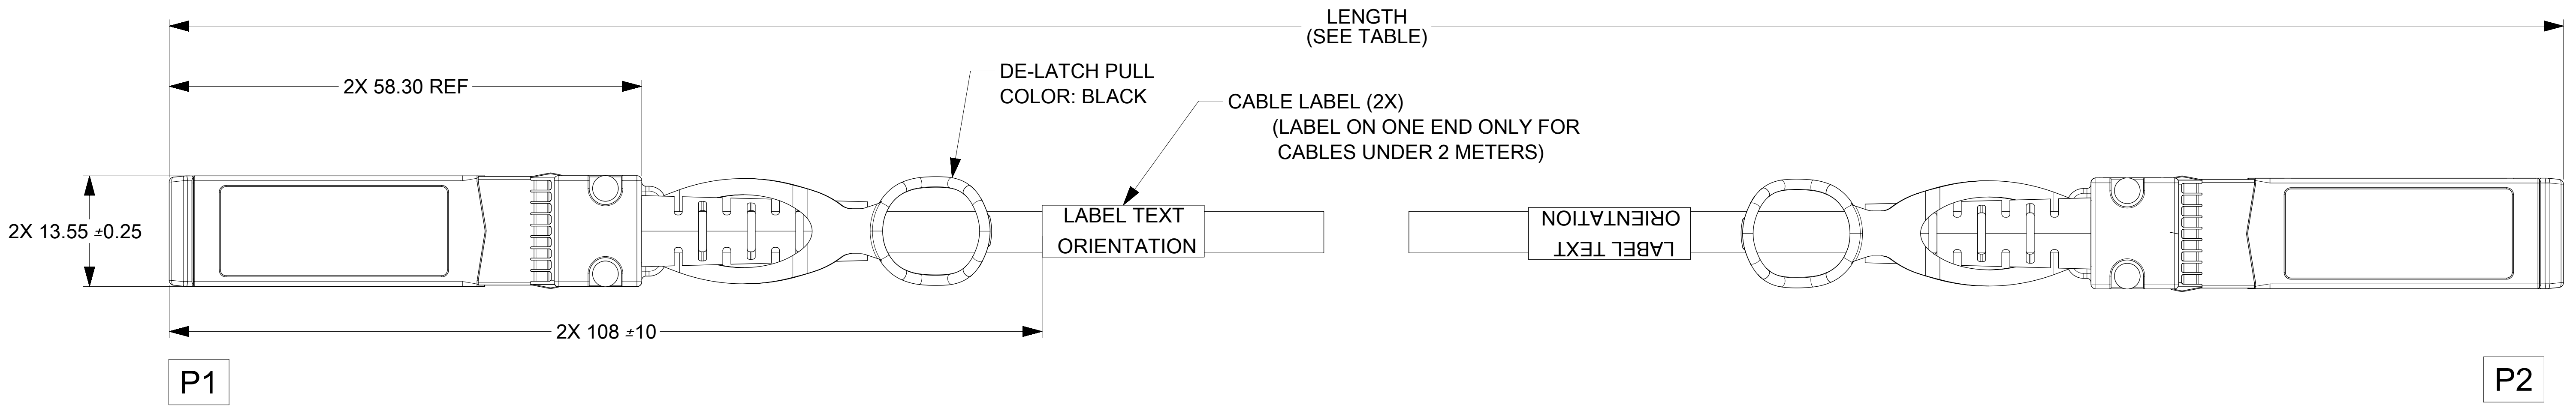 LENGTH
(SEE TABLE)
2X 58.30 REF
DE-LATCH PULL
COLOR: BLACK
CABLE LABEL (2X)
(LABEL ON ONE END ONLY FOR
CABLES UNDER 2 METERS)
2X 13.55 ±0.25
LABEL TEXT
ORIENTATION
LABEL TEXT
ORIENTATION
2X 108 ±10
P1
P2